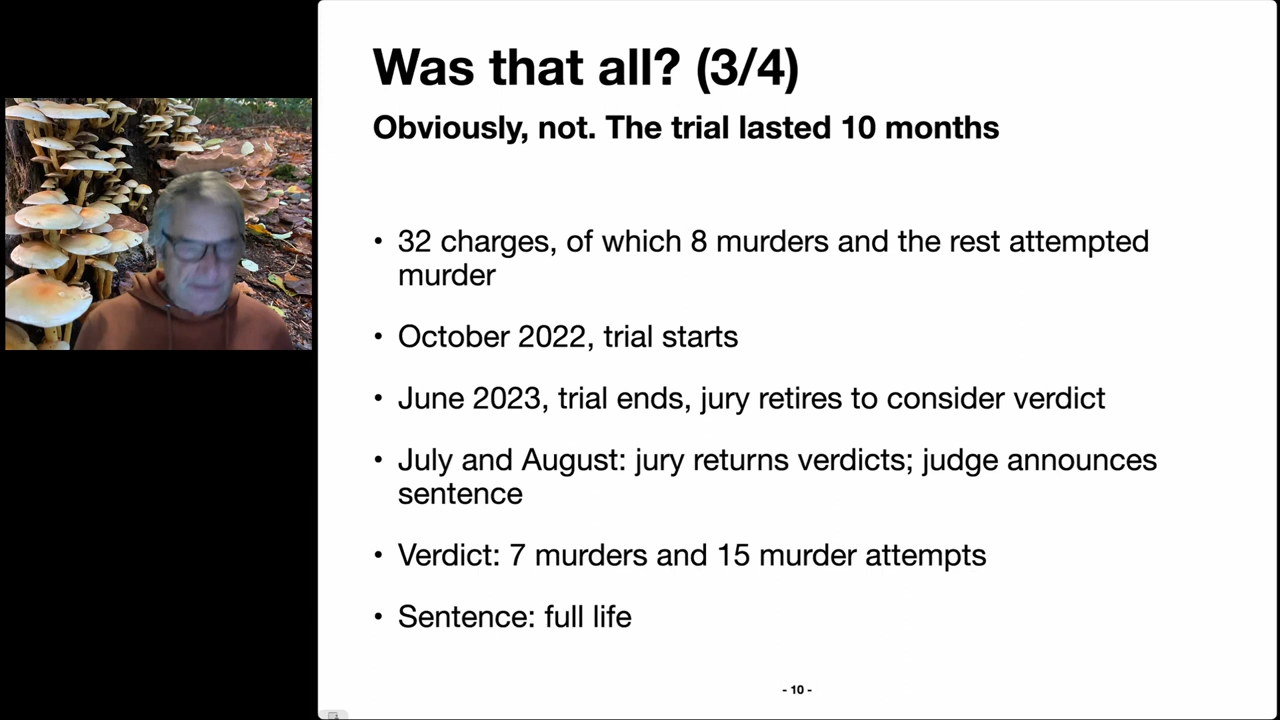 Was that all? (3/4)
Obviously, not. The trial lasted 10 months
• 32 charges, of which 8 murders and the rest attempted
murder
• October 2022, trial starts
• June 2023, trial ends, jury retires to consider verdict
• July and August: jury returns verdicts; judge announces
sentence
• Verdict: 7 murders and 15 murder attempts
• Sentence: full life
- 10 -